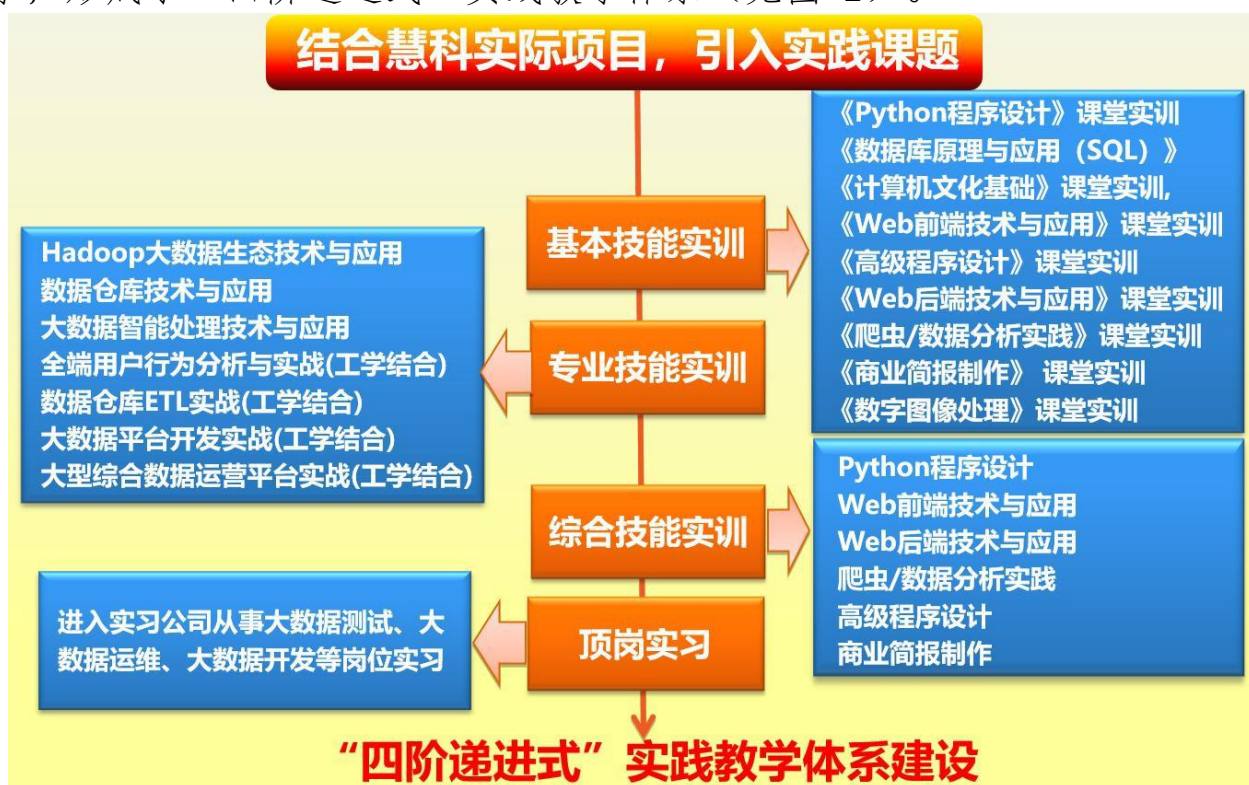 结合慧科实际项目，引入实践课题
基本技能实训
《Python程序设计》课堂实训
《数据库原理与应用（SQL）》
《计算机文化基础》课堂实训,
《Web前端技术与应用》课堂实训
《高级程序设计》课堂实训
《Web后端技术与应用》课堂实训
《爬虫/数据分析实践》课堂实训
《商业简报制作》 课堂实训
《数字图像处理》课堂实训
专业技能实训
Hadoop大数据生态技术与应用
数据仓库技术与应用
大数据智能处理技术与应用
全端用户行为分析与实战(工学结合)
数据仓库ETL实战(工学结合)
大数据平台开发实战(工学结合)
大型综合数据运营平台实战(工学结合)
综合技能实训
Python程序设计
Web前端技术与应用
Web后端技术与应用
爬虫/数据分析实践
高级程序设计
商业简报制作
顶岗实习
进入实习公司从事大数据测试、大
数据运维、大数据开发等岗位实习
“四阶递进式”实践教学体系建设